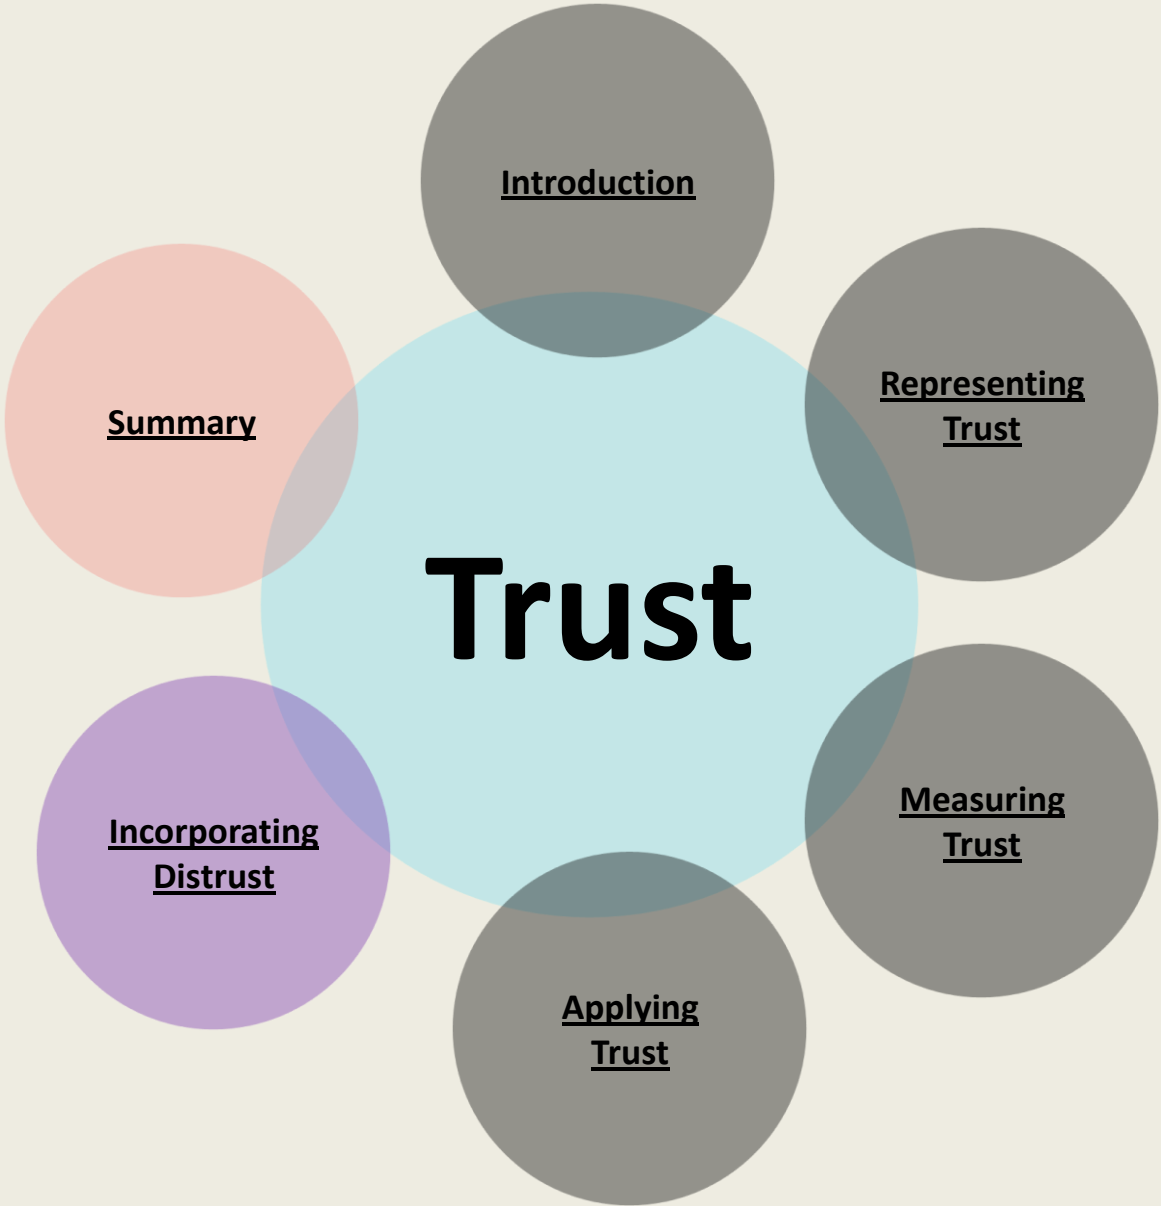 Introduction
Representing
Trust
Measuring
Trust
Applying
Trust
Incorporating
Distrust
Summary
Trust